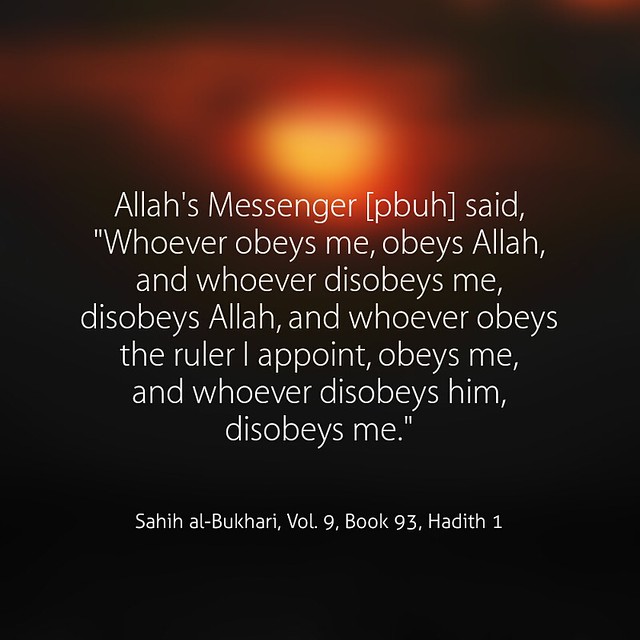 Allah's Messenger [pbuh] said,
"Whoever obeys me, obeys Allah,
and whoever disobeys me,
disobeys Allah, and whoever obeys
the ruler I appoint, obeys me,
and whoever disobeys him,
disobeys me."
Sahih al-Bukhari, Vol. 9, Book 93, Hadith 1